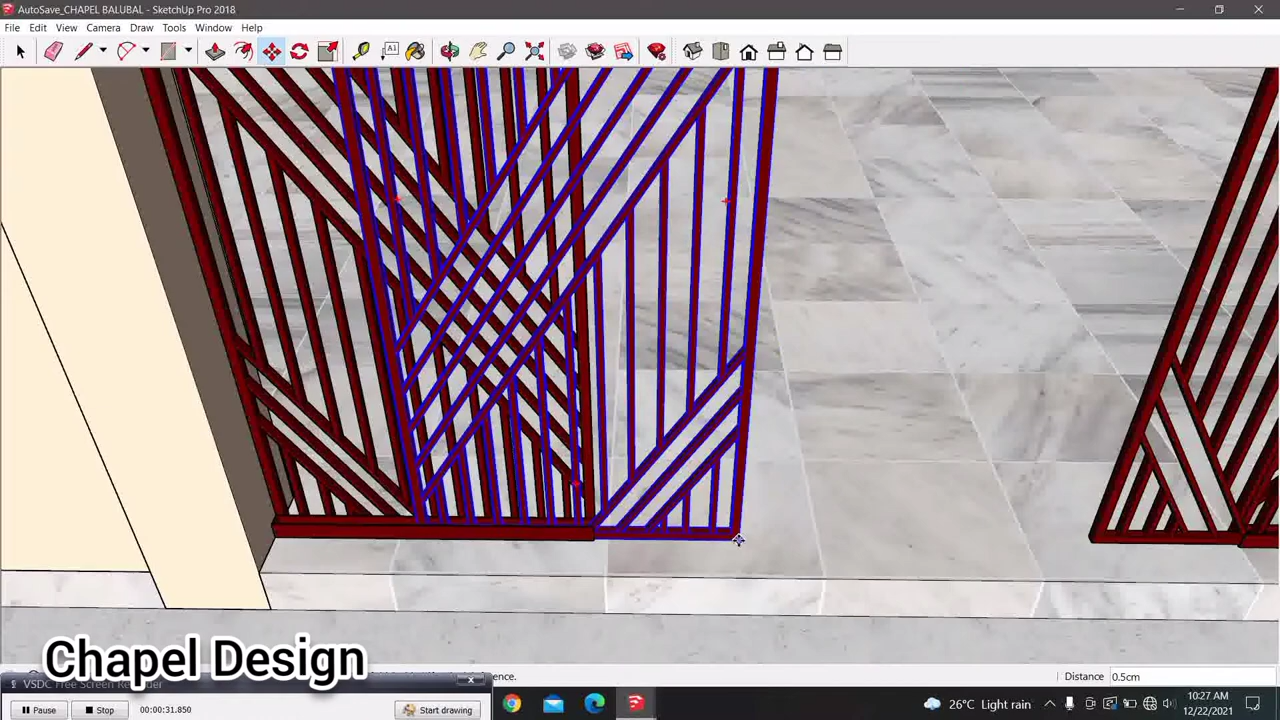 AutoSave_CHAPEL BALUBAL - SketchUp Pro 2018
File Edit View Camera Draw Tools Window Help
A1
Chapel Design
erence.
Distance 0.5cm
VSDC Free Screen Recorder
Pause Stop 00:00:31.850 Start drawing
26°C Light rain
10:27 AM
12/22/2021